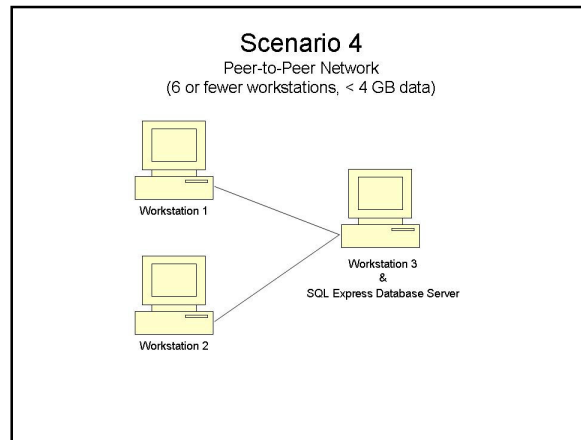 Scenario 4
Peer-to-Peer Network
(6 or fewer workstations, < 4 GB data)
Workstation 1
Workstation 3
&
SQL Express Database Server
Workstation 2